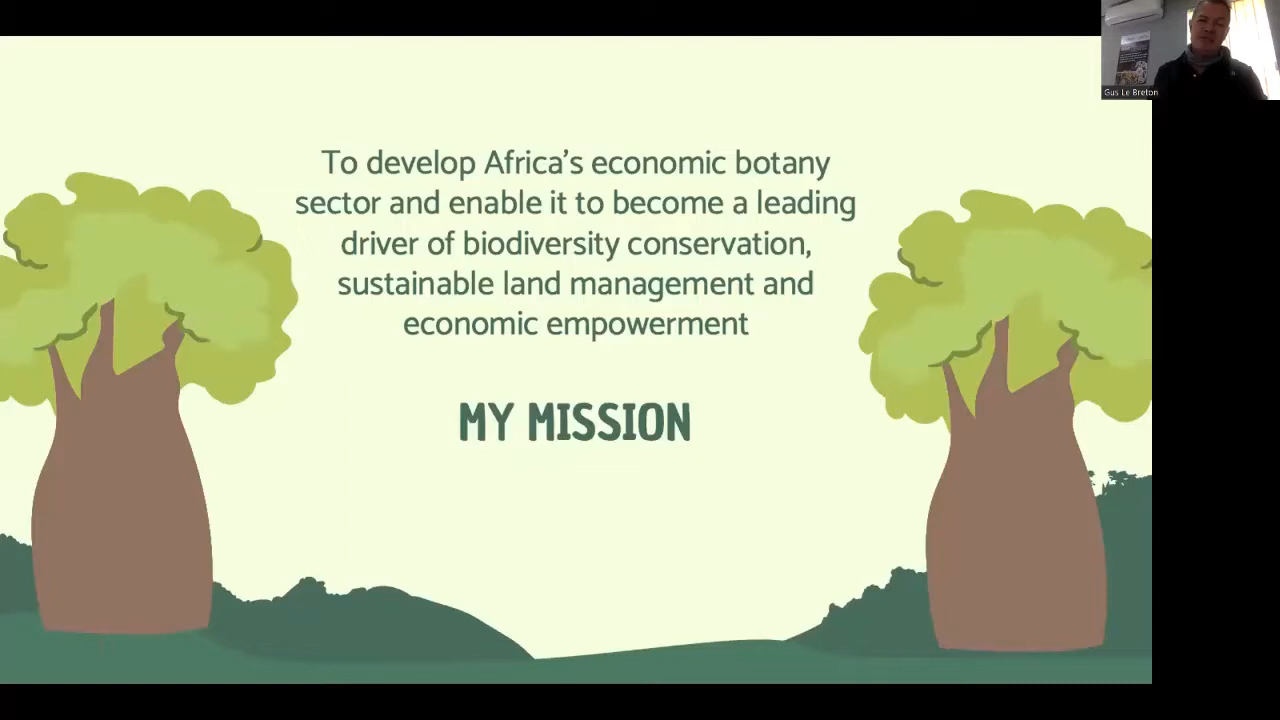 To develop Africa's economic botany
sector and enable it to become a leading
driver of biodiversity conservation,
sustainable land management and
economic empowerment
MY MISSION
Gus Le Breton